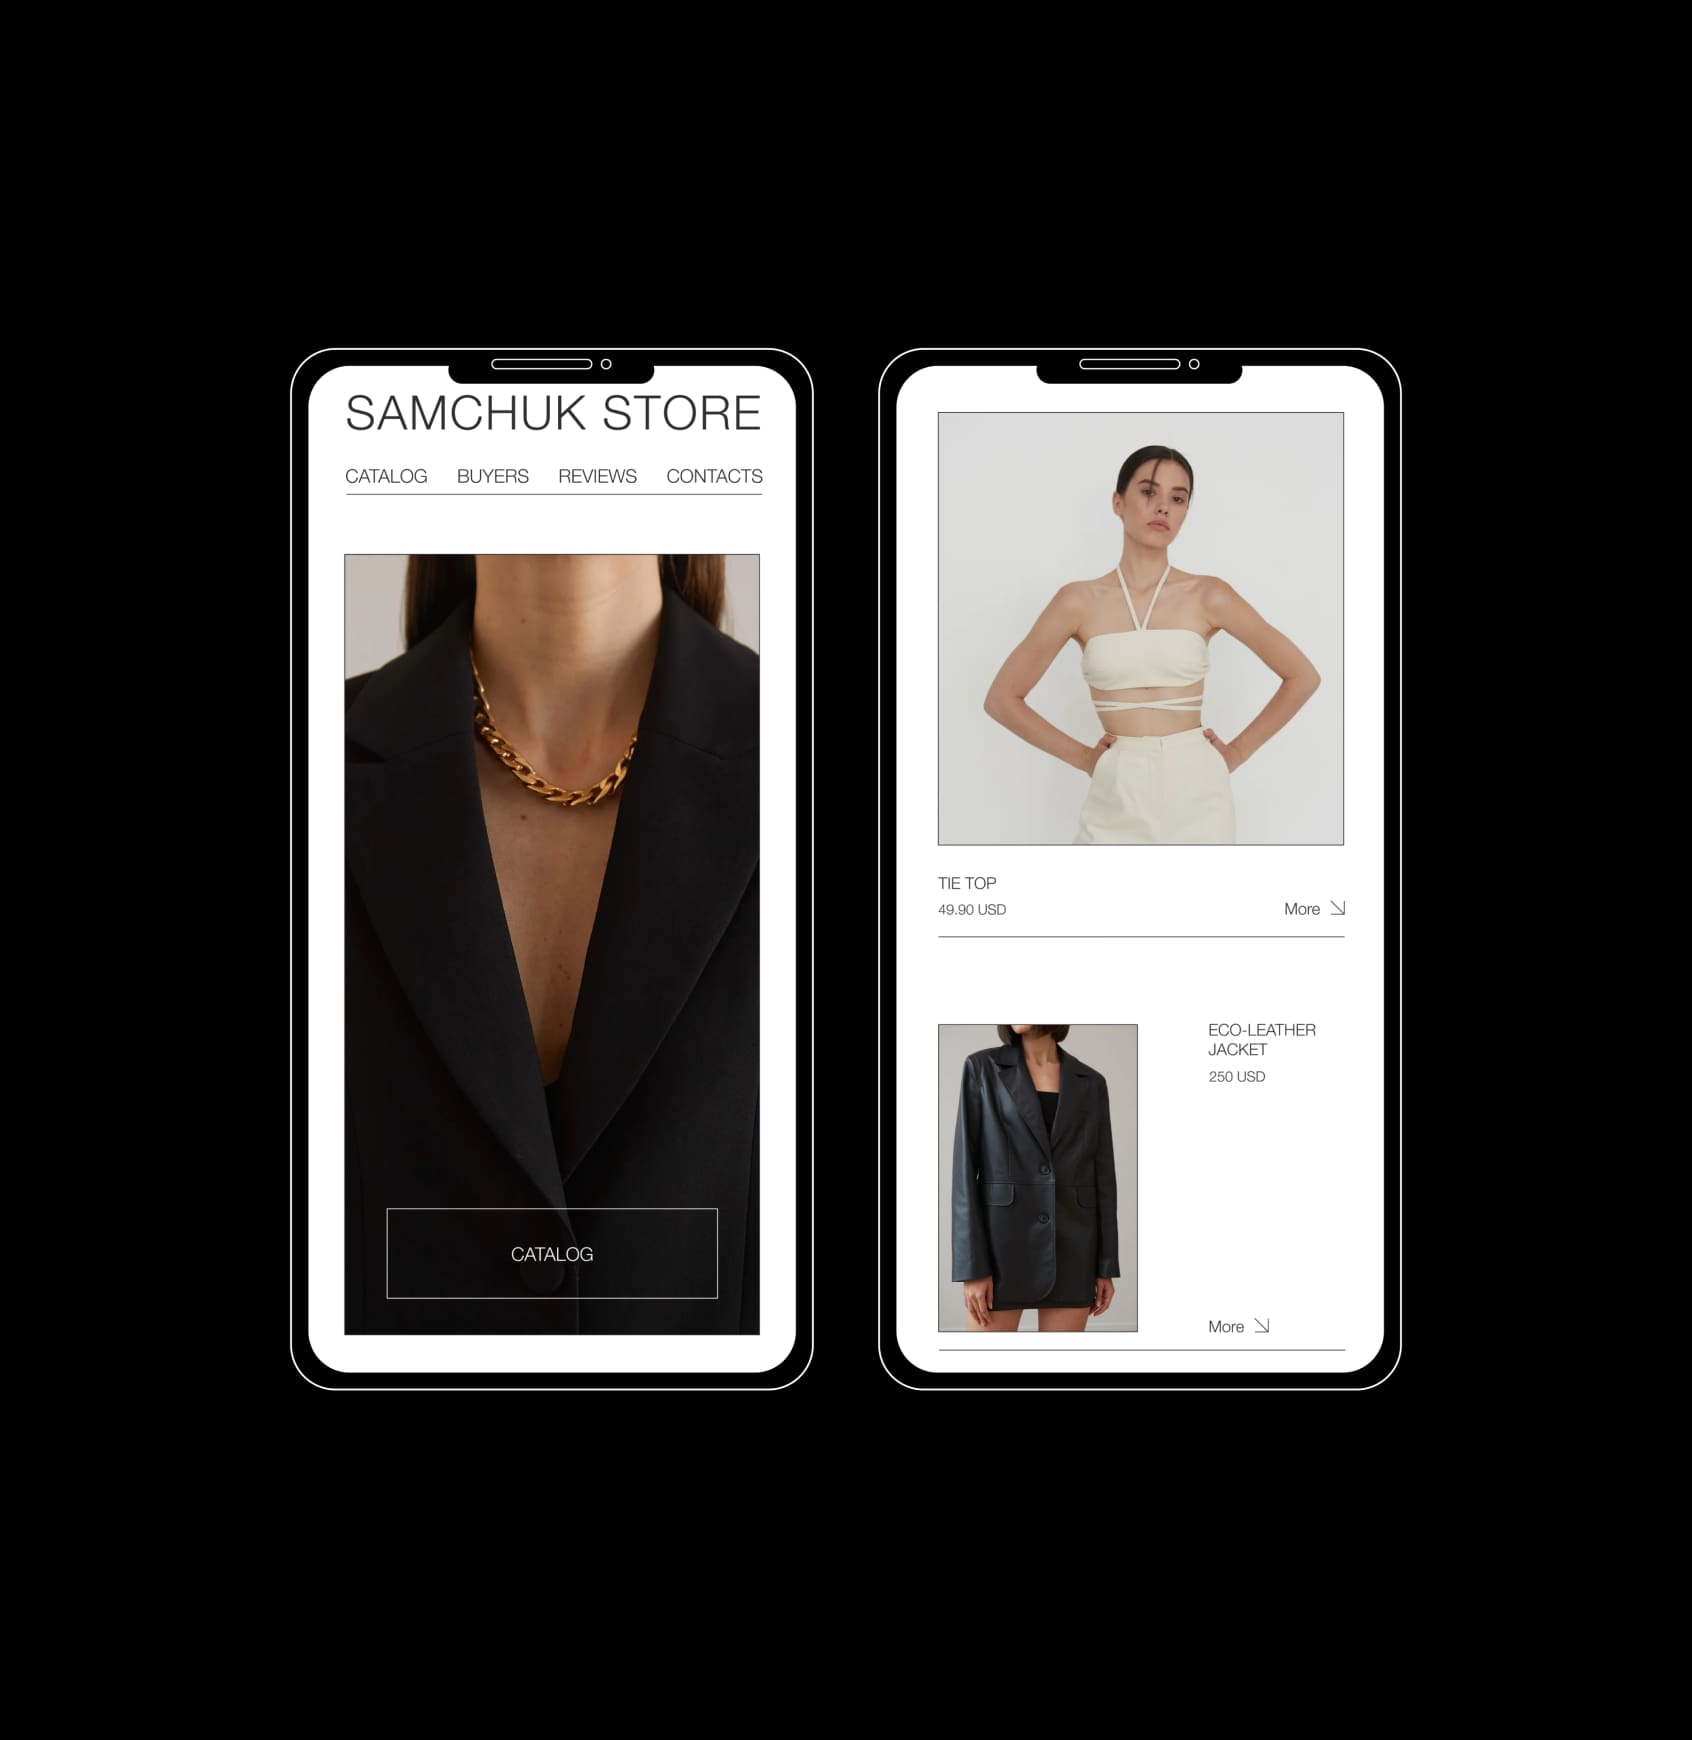 SAMCHUK STORE
CATALOG BUYERS REVIEWS CONTACTS
CATALOG
TIE TOP
49.90 USD
More
ECO-LEATHER
JACKET
250 USD
More